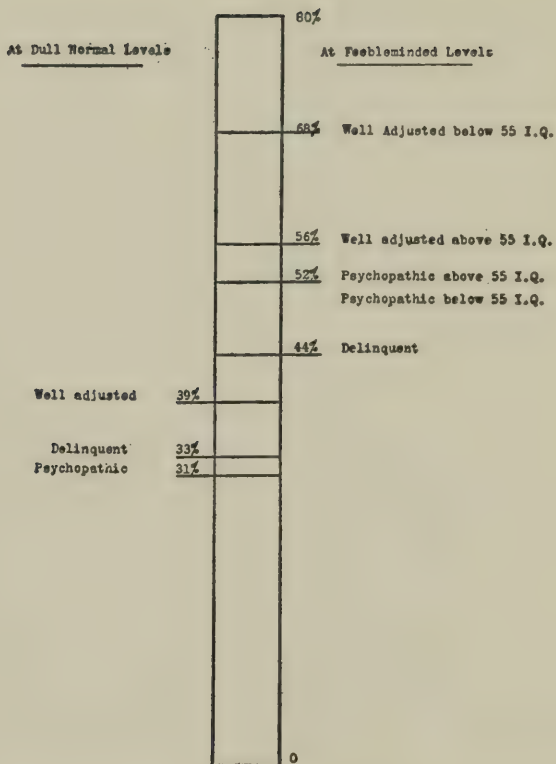 80%
At Dull Normal Levels
At Feebleminded Levels
68% Well Adjusted below 55 I.Q.
56% Well adjusted above 55 I.Q.
52% Psychopathic above 55 I.Q.
Psychopathic below 55 I.Q.
44% Delinquent
Well adjusted 39%
Delinquent 33%
Psychopathic 31%
0